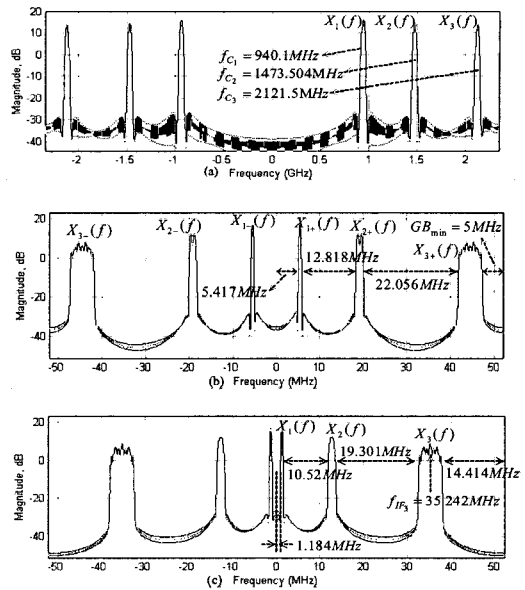 X₁(f) X₂(f) X₃(f)
f_C₁ = 940.1MHz
f_C₂ = 1473.504MHz
f_C₃ = 2121.5MHz
Magnitude, dB
20
10
0
-10
-20
-30
-40
-2 -1.5 -1 -0.5 0 0.5 1 1.5 2
(a) Frequency (GHz)
X₃₋(f) X₂₋(f) X₁₋(f) X₁₊(f) X₂₊(f) GB_min = 5MHz
X₃₊(f)
12.818MHz
5.417MHz
22.056MHz
Magnitude, dB
20
0
-20
-40
-50 -40 -30 -20 -10 0 10 20 30 40 50
(b) Frequency (MHz)
X₁(f) X₂(f) X₃(f)
19.301MHz
10.52MHz
14.414MHz
f_IF₃ = 35.242MHz
1.184MHz
Magnitude, dB
20
0
-20
-40
-50 -40 -30 -20 -10 0 10 20 30 40 50
(c) Frequency (MHz)